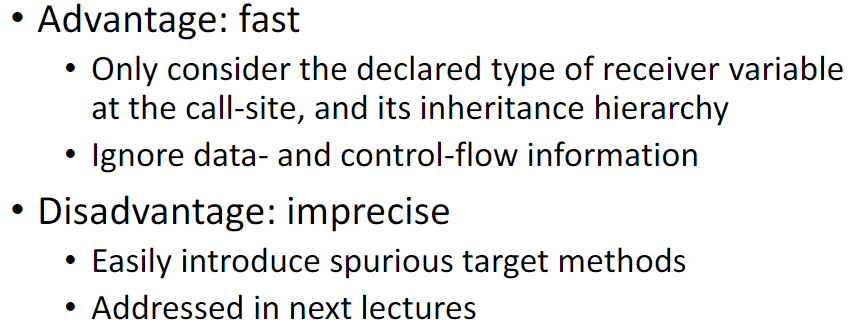 • Advantage: fast
• Only consider the declared type of receiver variable
at the call-site, and its inheritance hierarchy
• Ignore data- and control-flow information
• Disadvantage: imprecise
• Easily introduce spurious target methods
• Addressed in next lectures